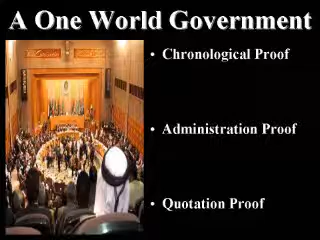 A One World Government
• Chronological Proof
• Administration Proof
• Quotation Proof